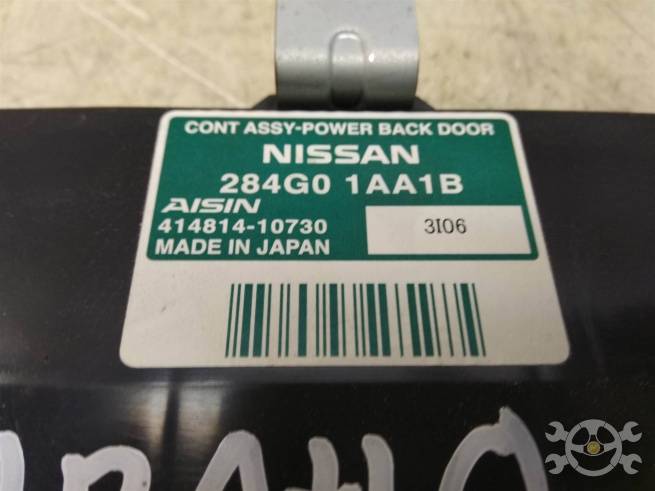 CONT ASSY-POWER BACK DOOR
NISSAN
284G0 1AA1B
AISIN
414814-10730
3I06
MADE IN JAPAN